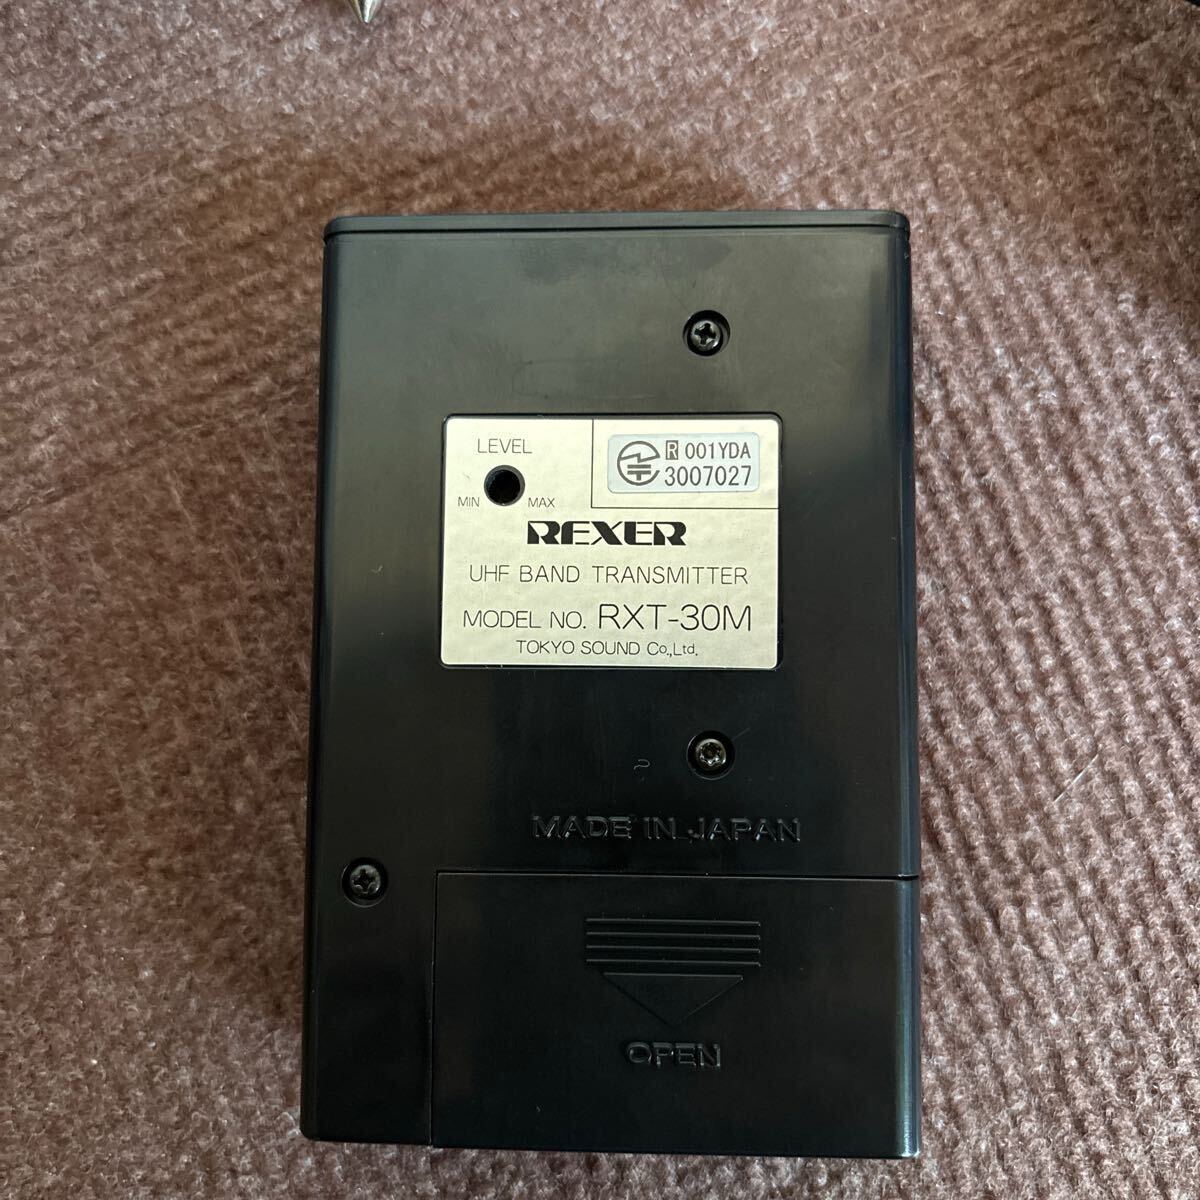 LEVEL
MIN MAX
R 001YDA
3007027
REXER
UHF BAND TRANSMITTER
MODEL NO. RXT-30M
TOKYO SOUND Co.,Ltd.
MADE IN JAPAN
OPEN